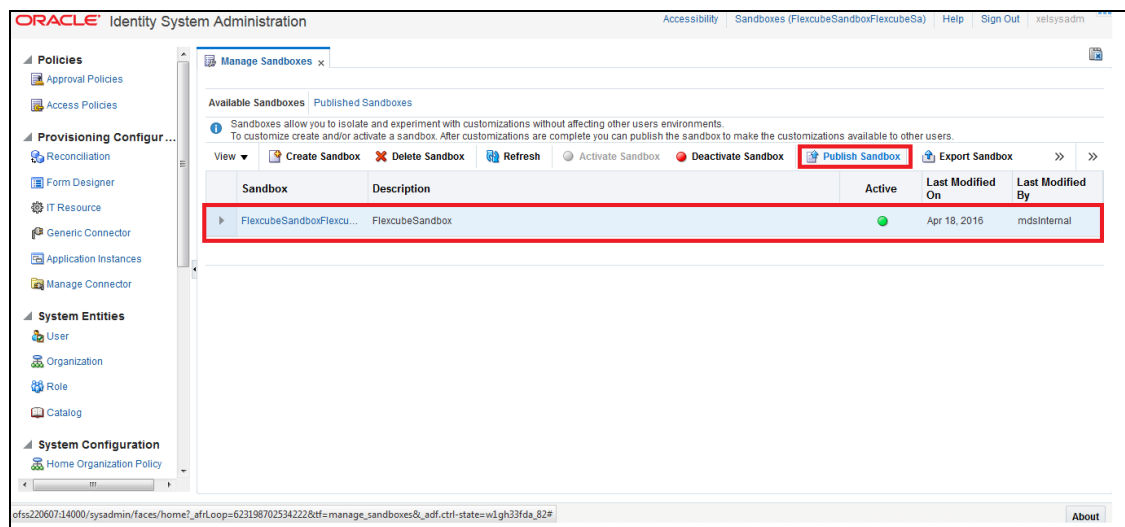 ORACLE® Identity System Administration
Accessibility Sandboxes (FlexcubeSandboxFlexcubeSa) Help Sign Out xelsysadm
Policies
Approval Policies
Access Policies
Provisioning Configur...
Reconciliation
Form Designer
IT Resource
Generic Connector
Application Instances
Manage Connector
System Entities
User
Organization
Role
Catalog
System Configuration
Home Organization Policy
Manage Sandboxes x
Available Sandboxes Published Sandboxes
Sandboxes allow you to isolate and experiment with customizations without affecting other users environments.
To customize create and/or activate a sandbox. After customizations are complete you can publish the sandbox to make the customizations available to other users.
View Create Sandbox Delete Sandbox Refresh Activate Sandbox Deactivate Sandbox Publish Sandbox Export Sandbox » »
Sandbox Description Active Last Modified On Last Modified By
FlexcubeSandboxFlexcu... FlexcubeSandbox Apr 18, 2016 mdsInternal
ofss220607:14000/sysadmin/faces/home?_afrLoop=623198702534222&tf=manage_sandboxes&_adf.ctrl-state=w1gh33fda_82#
About